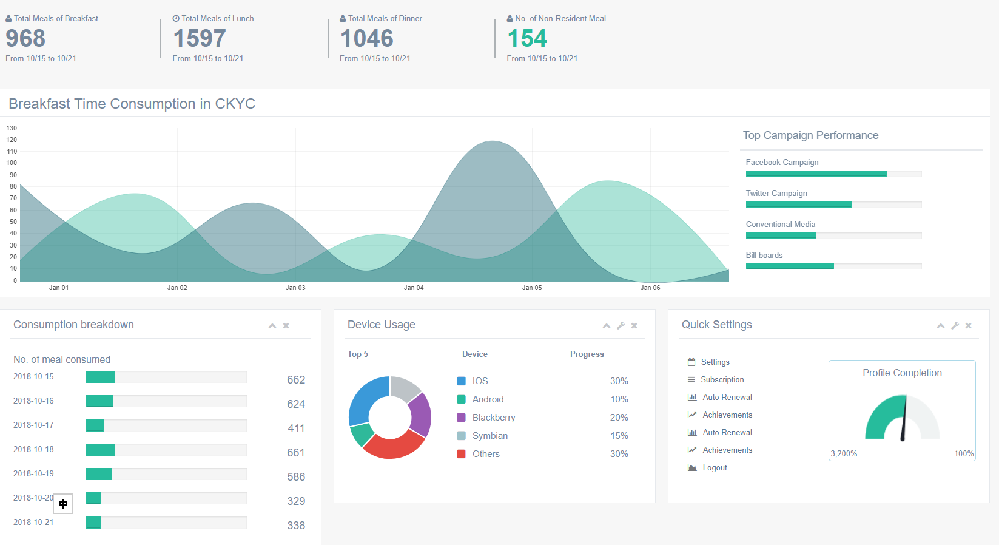 Total Meals of Breakfast
968
From 10/15 to 10/21
Total Meals of Lunch
1597
From 10/15 to 10/21
Total Meals of Dinner
1046
From 10/15 to 10/21
No. of Non-Resident Meal
154
From 10/15 to 10/21
Breakfast Time Consumption in CKYC
130
120
110
100
90
80
70
60
50
40
30
20
10
0
Jan 01
Jan 02
Jan 03
Jan 04
Jan 05
Jan 06
Top Campaign Performance
Facebook Campaign
Twitter Campaign
Conventional Media
Bill boards
Consumption breakdown
No. of meal consumed
2018-10-15 662
2018-10-16 624
2018-10-17 411
2018-10-18 661
2018-10-19 586
2018-10-20 329
中
2018-10-21 338
Device Usage
Top 5 Device Progress
IOS 30%
Android 10%
Blackberry 20%
Symbian 15%
Others 30%
Quick Settings
Settings
Subscription
Auto Renewal
Achievements
Auto Renewal
Achievements
Logout
Profile Completion
3,200% 100%